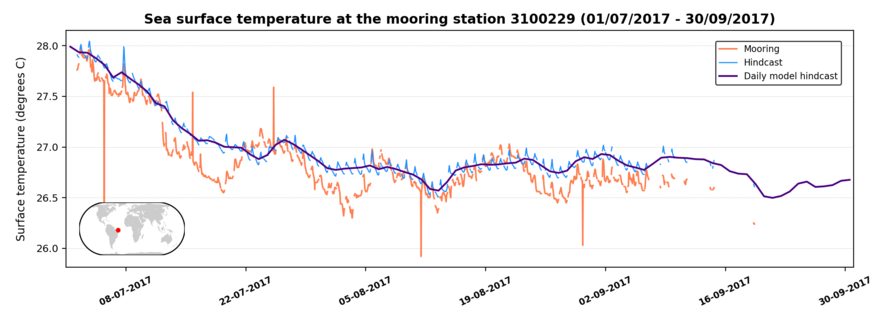 Sea surface temperature at the mooring station 3100229 (01/07/2017 - 30/09/2017)
Surface temperature (degrees C)
28.0
27.5
27.0
26.5
26.0
Mooring
Hindcast
Daily model hindcast
08-07-2017
22-07-2017
05-08-2017
19-08-2017
02-09-2017
16-09-2017
30-09-2017